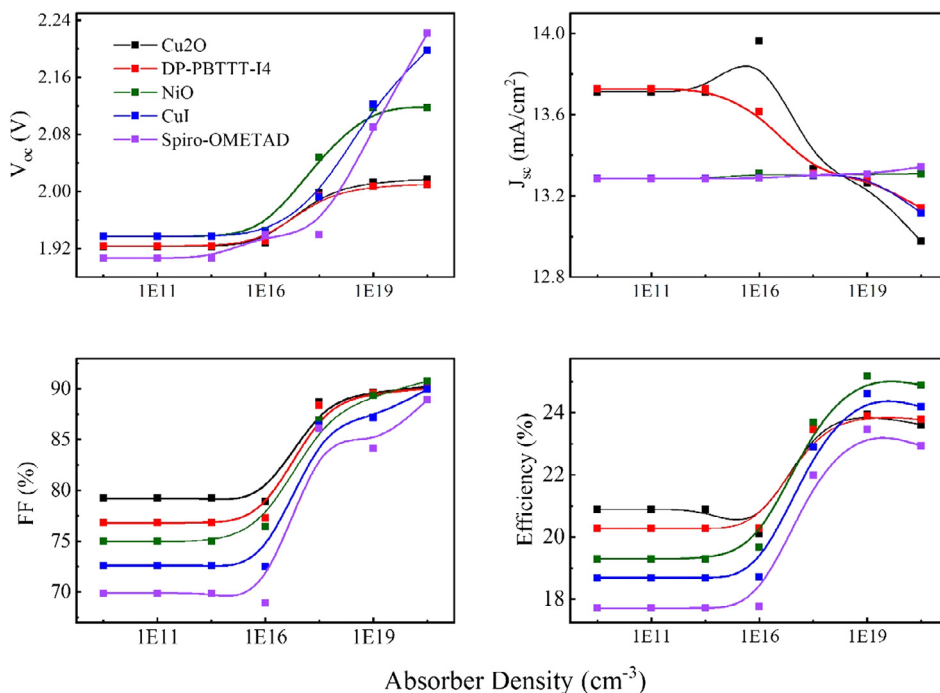 2.24
2.16
2.08
2.00
1.92
Voc (V)
Cu2O
DP-PBTTT-I4
NiO
CuI
Spiro-OMETAD
1E11 1E16 1E19
14.0
13.6
13.2
12.8
Jsc (mA/cm2)
1E11 1E16 1E19
90
85
80
75
70
FF (%)
1E11 1E16 1E19
24
22
20
18
Efficiency (%)
1E11 1E16 1E19
Absorber Density (cm-3)